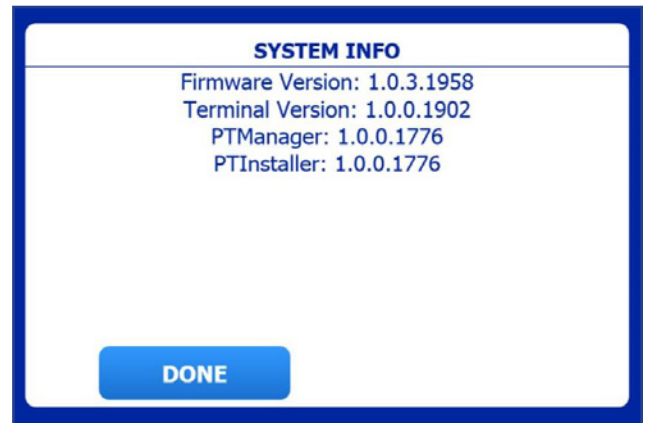 SYSTEM INFO
Firmware Version: 1.0.3.1958
Terminal Version: 1.0.0.1902
PTManager: 1.0.0.1776
PTInstaller: 1.0.0.1776
DONE